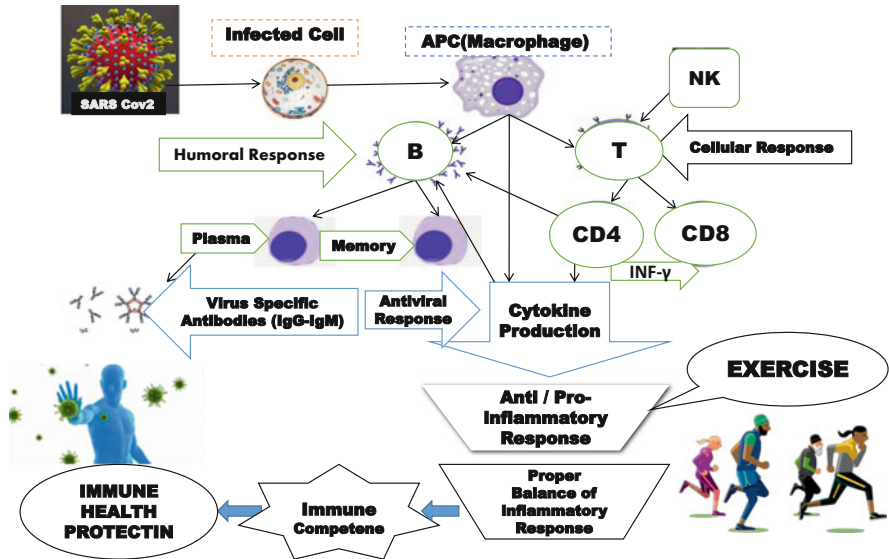 Infected Cell
APC(Macrophage)
NK
SARS Cov2
Humoral Response
B
T
Cellular Response
CD4
CD8
Plasma
Memory
INF-γ
IgG
IgM
Virus Specific
Antibodies (IgG-IgM)
Antiviral
Response
Cytokine
Production
EXERCISE
Anti / Pro-
inflammatory
Response
IMMUNE
HEALTH
PROTECTIN
Immune
Competene
Proper
Balance of
Inflammatory
Response